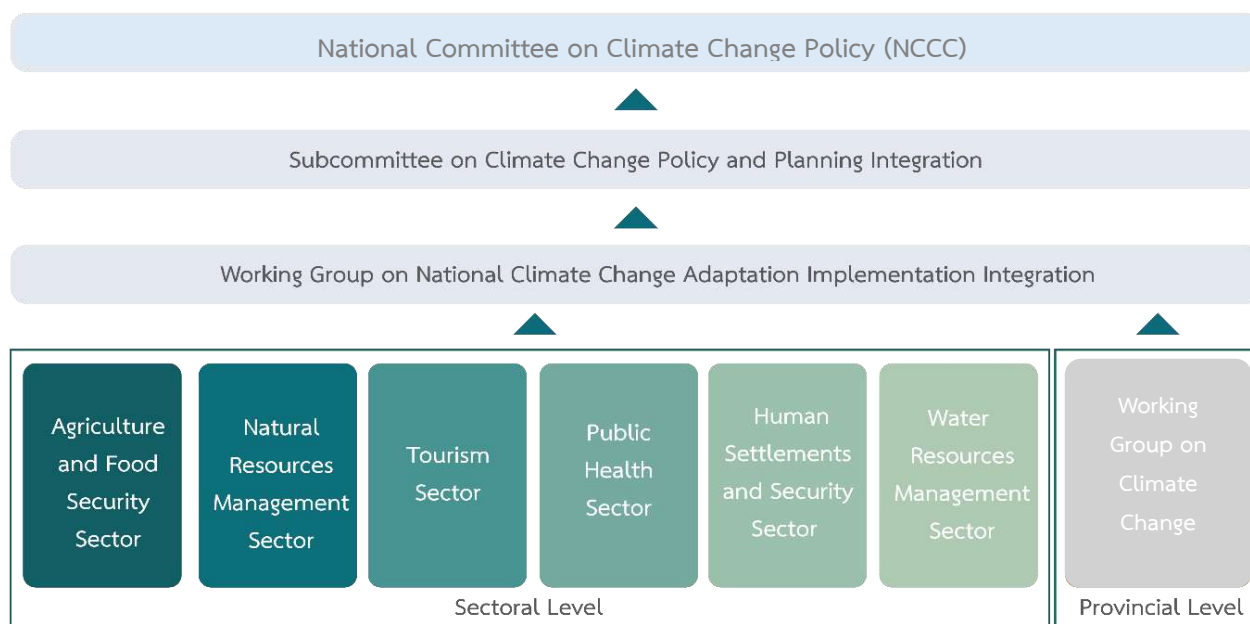 National Committee on Climate Change Policy (NCCC)
Subcommittee on Climate Change Policy and Planning Integration
Working Group on National Climate Change Adaptation Implementation Integration
Agriculture
and Food
Security
Sector
Natural
Resources
Management
Sector
Tourism
Sector
Public
Health
Sector
Human
Settlements
and Security
Sector
Water
Resources
Management
Sector
Working
Group on
Climate
Change
Sectoral Level
Provincial Level